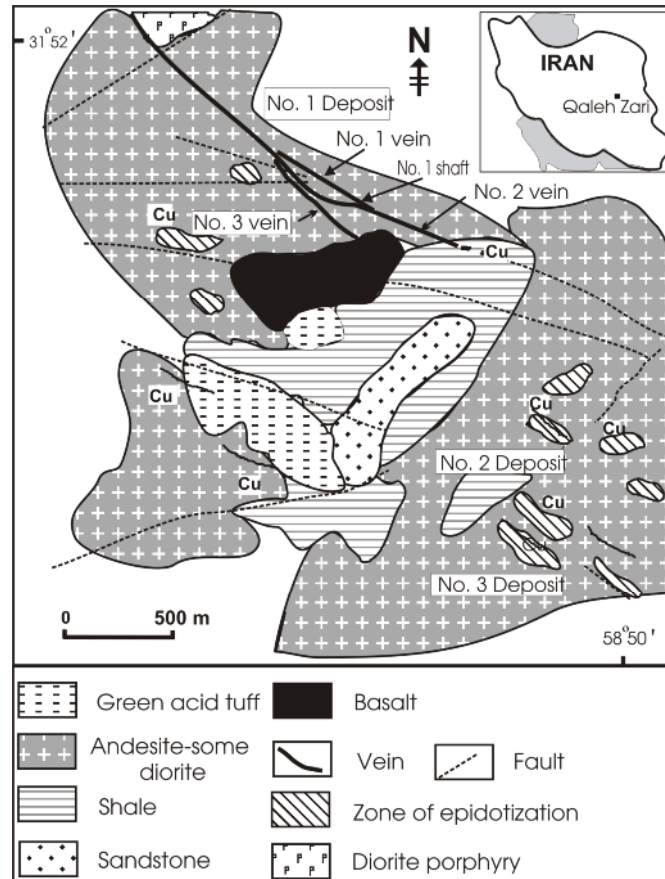 31°52'
N
IRAN
Qaleh Zari
No. 1 Deposit
No. 1 vein
No. 1 shaft
No. 2 vein
No. 3 vein
Cu
Cu
Cu
Cu
Cu
No. 2 Deposit
Cu
Cu
No. 3 Deposit
0 500 m
58°50'
Green acid tuff
Basalt
Andesite-some
diorite
Vein
Fault
Shale
Zone of epidotization
Sandstone
Diorite porphyry